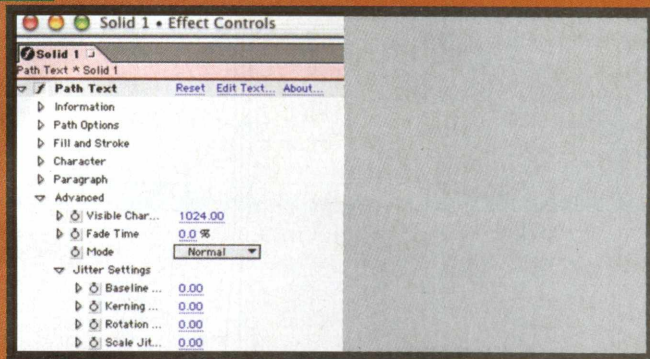 Solid 1 • Effect Controls
Solid 1
Path Text * Solid 1
Path Text Reset Edit Text... About...
Information
Path Options
Fill and Stroke
Character
Paragraph
Advanced
Visible Char... 1024.00
Fade Time 0.0 %
Mode Normal
Jitter Settings
Baseline ... 0.00
Kerning ... 0.00
Rotation ... 0.00
Scale Jit... 0.00